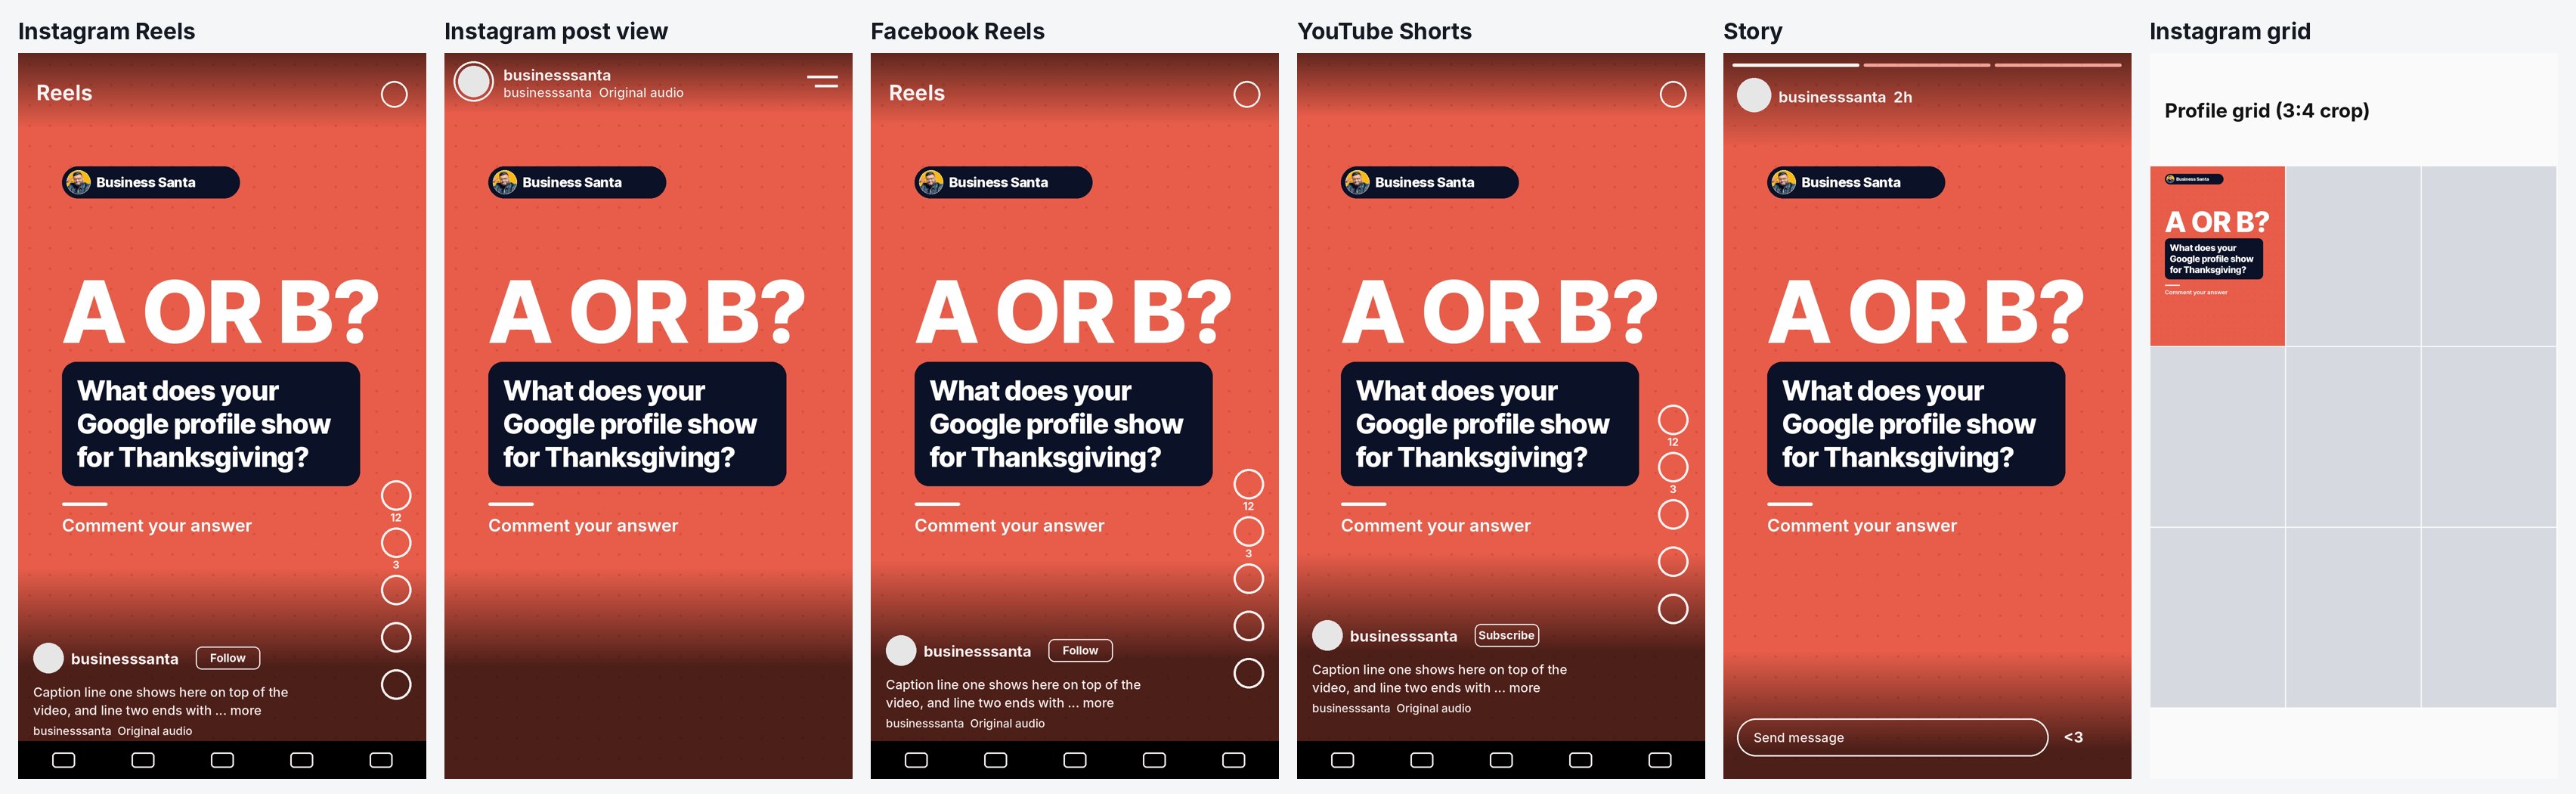 Instagram Reels
Reels
Business Santa
A OR B?
What does your
Google profile show
for Thanksgiving?
Comment your answer
12
3
businesssanta Follow
Caption line one shows here on top of the
video, and line two ends with ... more
businesssanta Original audio
Instagram post view
businesssanta
businesssanta Original audio
Business Santa
A OR B?
What does your
Google profile show
for Thanksgiving?
Comment your answer
Facebook Reels
Reels
Business Santa
A OR B?
What does your
Google profile show
for Thanksgiving?
Comment your answer
12
3
businesssanta Follow
Caption line one shows here on top of the
video, and line two ends with ... more
businesssanta Original audio
YouTube Shorts
Business Santa
A OR B?
What does your
Google profile show
for Thanksgiving?
Comment your answer
12
3
businesssanta Subscribe
Caption line one shows here on top of the
video, and line two ends with ... more
businesssanta Original audio
Story
businesssanta 2h
Business Santa
A OR B?
What does your
Google profile show
for Thanksgiving?
Comment your answer
Send message <3
Instagram grid
Profile grid (3:4 crop)
Business Santa
A OR B?
What does your
Google profile show
for Thanksgiving?
Comment your answer